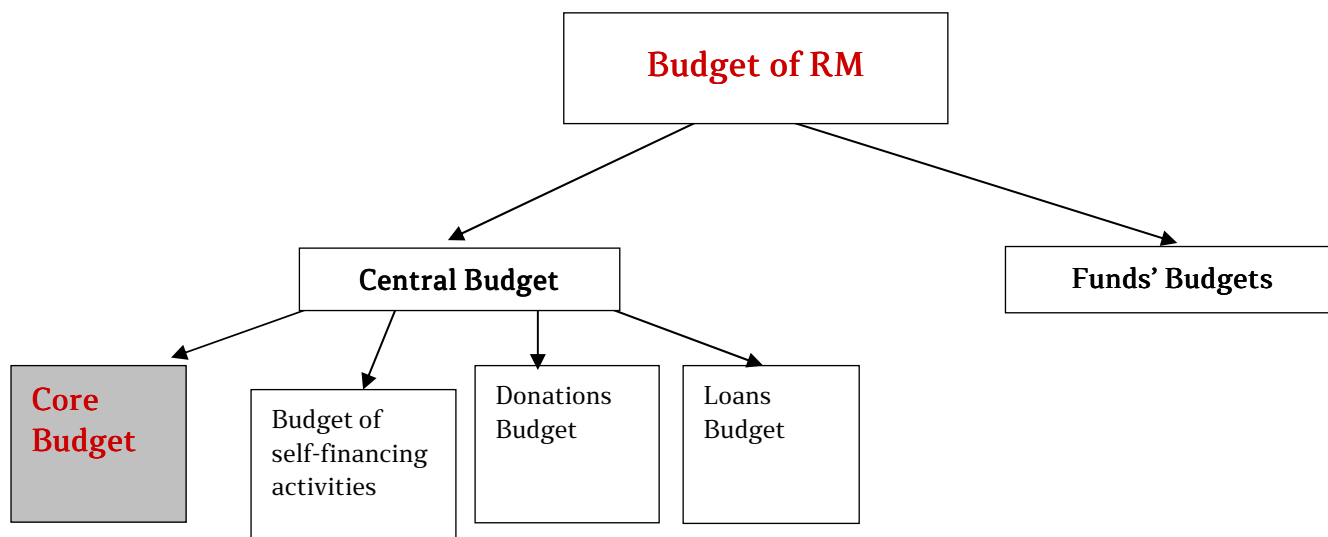 Budget of RM
Central Budget
Funds’ Budgets
Core
Budget
Budget of
self-financing
activities
Donations
Budget
Loans
Budget